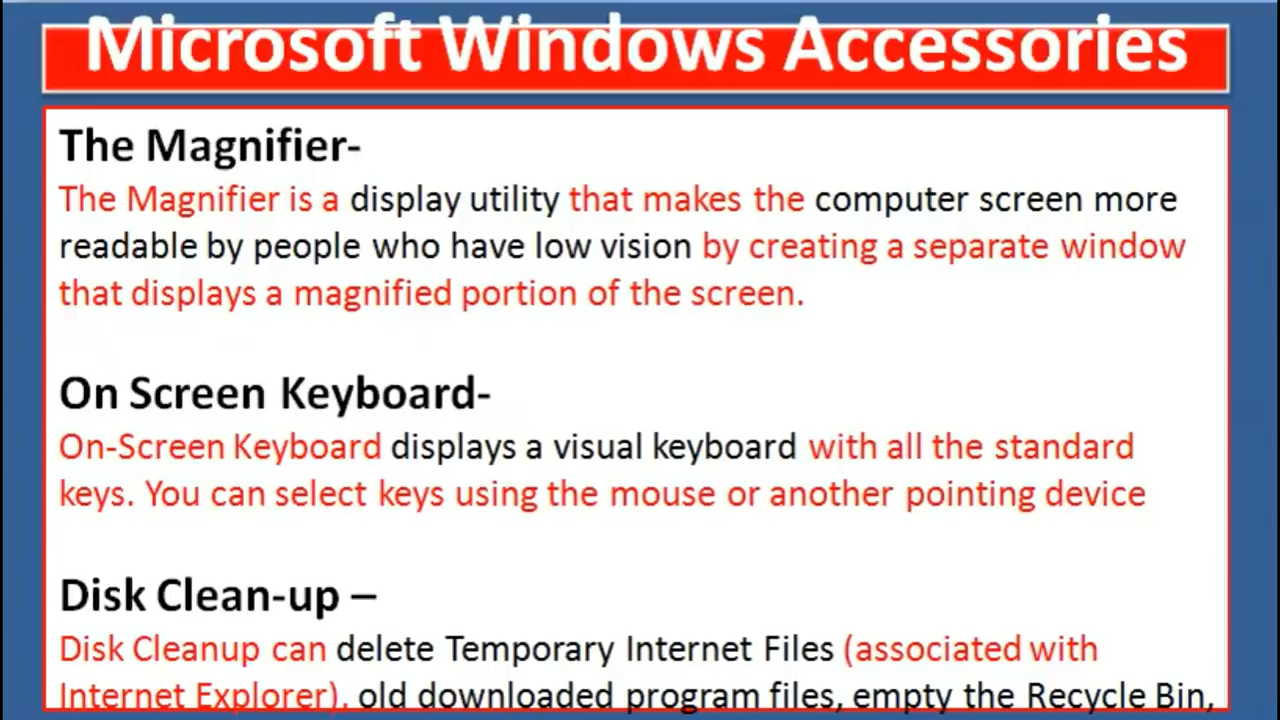 Microsoft Windows Accessories
The Magnifier-
The Magnifier is a display utility that makes the computer screen more
readable by people who have low vision by creating a separate window
that displays a magnified portion of the screen.
On Screen Keyboard-
On-Screen Keyboard displays a visual keyboard with all the standard
keys. You can select keys using the mouse or another pointing device
Disk Clean-up –
Disk Cleanup can delete Temporary Internet Files (associated with
Internet Explorer), old downloaded program files, empty the Recycle Bin,